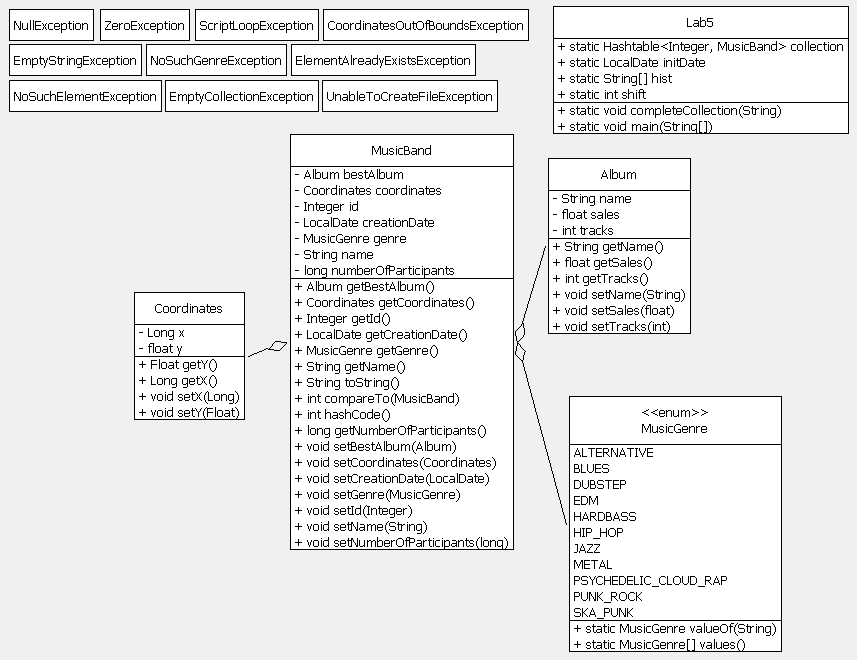 NullException
ZeroException
ScriptLoopException
CoordinatesOutOfBoundsException
EmptyStringException
NoSuchGenreException
ElementAlreadyExistsException
NoSuchElementException
EmptyCollectionException
UnableToCreateFileException
Lab5
+ static Hashtable<Integer, MusicBand> collection
+ static LocalDate initDate
+ static String[] hist
+ static int shift
+ static void completeCollection(String)
+ static void main(String[])
MusicBand
- Album bestAlbum
- Coordinates coordinates
- Integer id
- LocalDate creationDate
- MusicGenre genre
- String name
- long numberOfParticipants
+ Album getBestAlbum()
+ Coordinates getCoordinates()
+ Integer getId()
+ LocalDate getCreationDate()
+ MusicGenre getGenre()
+ String getName()
+ String toString()
+ int compareTo(MusicBand)
+ int hashCode()
+ long getNumberOfParticipants()
+ void setBestAlbum(Album)
+ void setCoordinates(Coordinates)
+ void setCreationDate(LocalDate)
+ void setGenre(MusicGenre)
+ void setId(Integer)
+ void setName(String)
+ void setNumberOfParticipants(long)
Album
- String name
- float sales
- int tracks
+ String getName()
+ float getSales()
+ int getTracks()
+ void setName(String)
+ void setSales(float)
+ void setTracks(int)
Coordinates
- Long x
- float y
+ Float getY()
+ Long getX()
+ void setX(Long)
+ void setY(Float)
<<enum>>
MusicGenre
ALTERNATIVE
BLUES
DUBSTEP
EDM
HARDBASS
HIP_HOP
JAZZ
METAL
PSYCHEDELIC_CLOUD_RAP
PUNK_ROCK
SKA_PUNK
+ static MusicGenre valueOf(String)
+ static MusicGenre[] values()